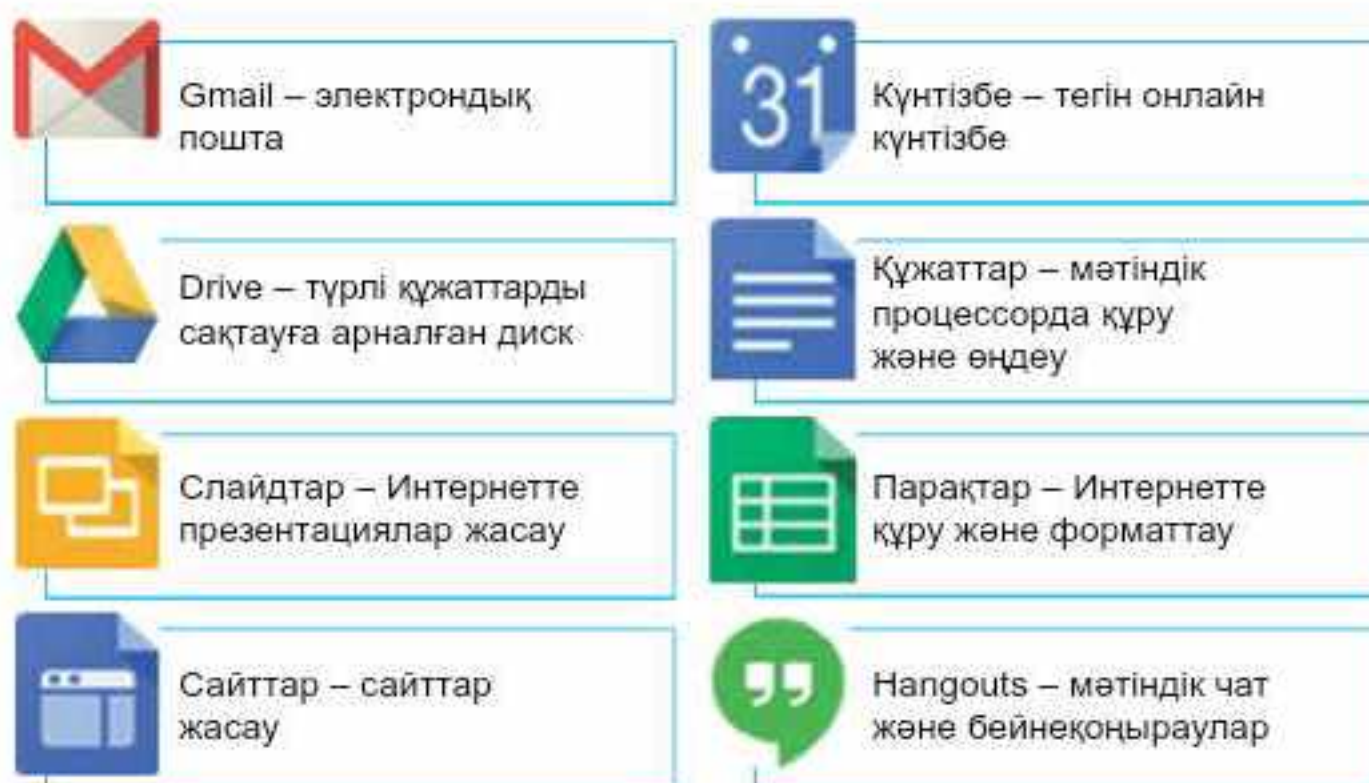 Gmail – электрондық
пошта
31
Күнтізбе – тегін онлайн
күнтізбе
Drive – түрлі құжаттарды
сақтауға арналған диск
Құжаттар – мәтіндік
процессорда құру
және өңдеу
Слайдтар – Интернетте
презентациялар жасау
Парақтар – Интернетте
құру және форматтау
Сайттар – сайттар
жасау
Hangouts – мәтіндік чат
және бейнеқоңыраулар